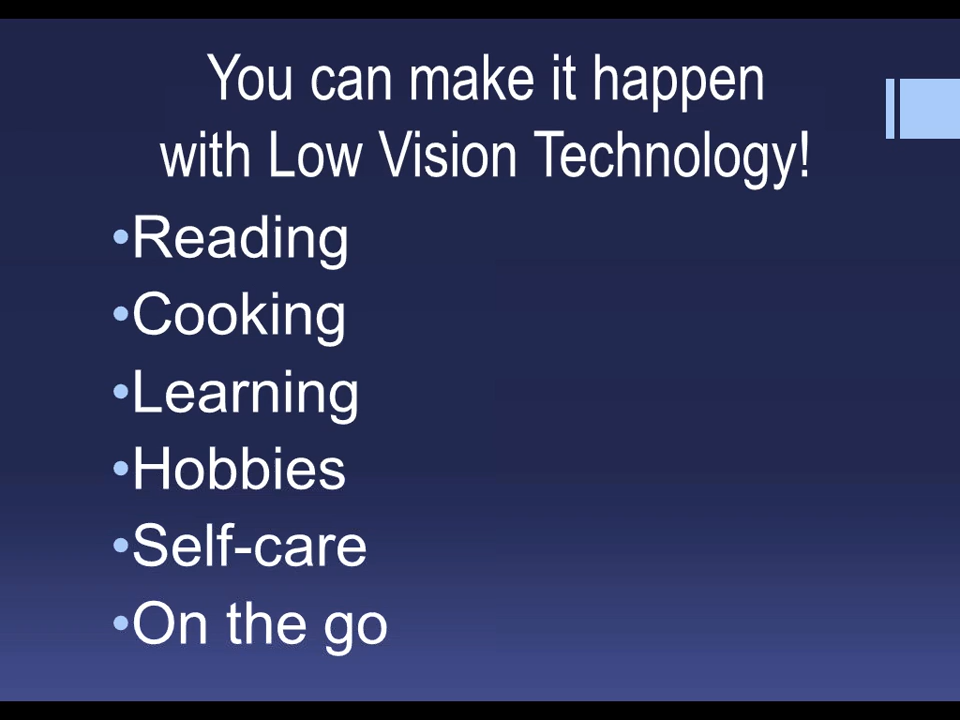 You can make it happen
with Low Vision Technology!
•Reading
•Cooking
•Learning
•Hobbies
•Self-care
•On the go